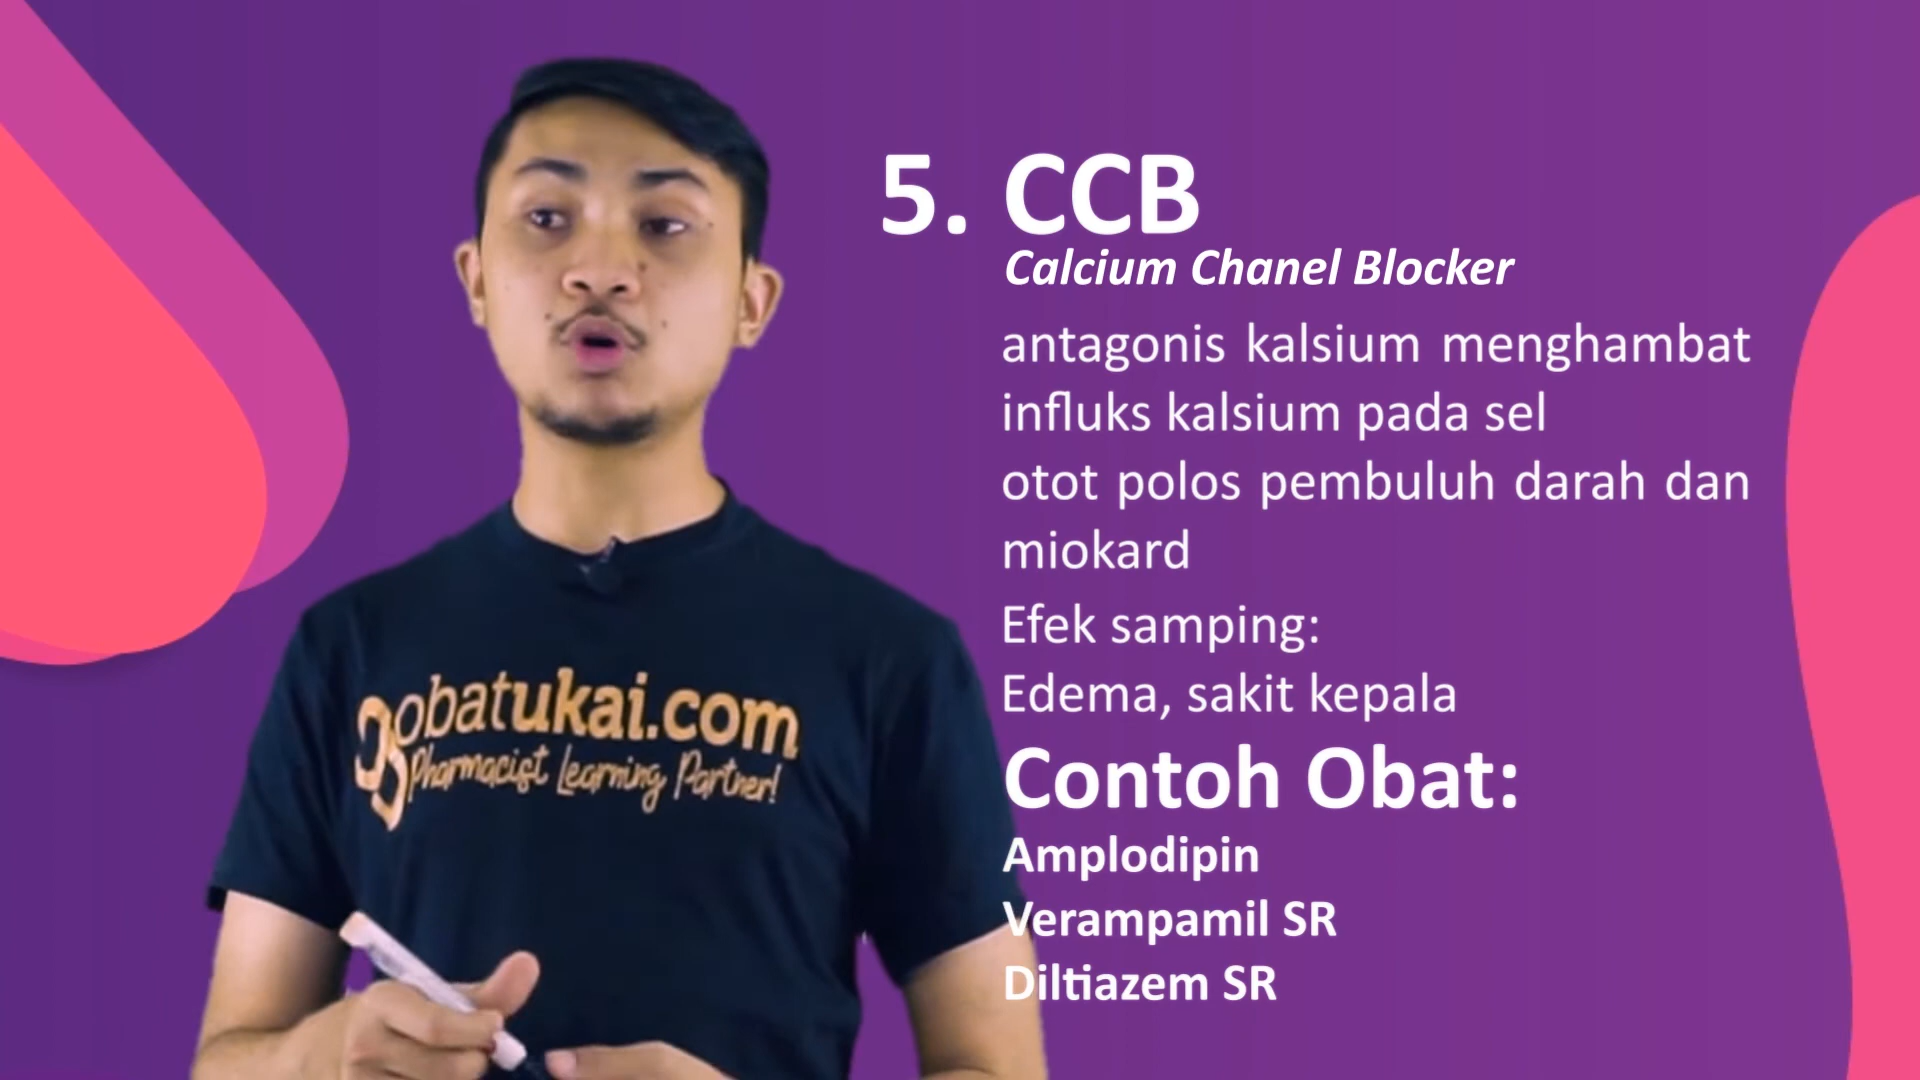 5. CCB
Calcium Chanel Blocker
antagonis kalsium menghambat
influks kalsium pada sel
otot polos pembuluh darah dan
miokard
Efek samping:
Edema, sakit kepala
Contoh Obat:
Amplodipin
Verampamil SR
Diltiazem SR
obatukai.com
Pharmacist Learning Partner!